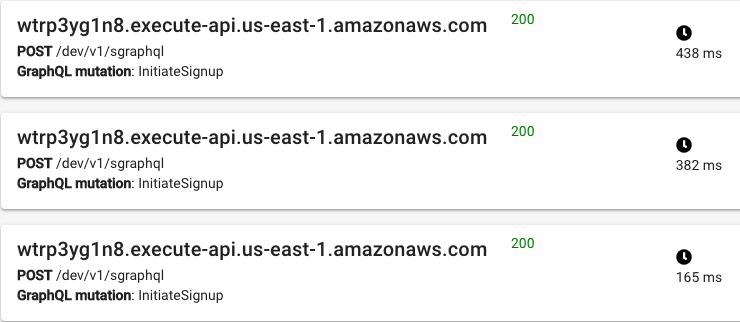 wtrp3yg1n8.execute-api.us-east-1.amazonaws.com 200
POST /dev/v1/sgraphql 438 ms
GraphQL mutation: InitiateSignup
wtrp3yg1n8.execute-api.us-east-1.amazonaws.com 200
POST /dev/v1/sgraphql 382 ms
GraphQL mutation: InitiateSignup
wtrp3yg1n8.execute-api.us-east-1.amazonaws.com 200
POST /dev/v1/sgraphql 165 ms
GraphQL mutation: InitiateSignup